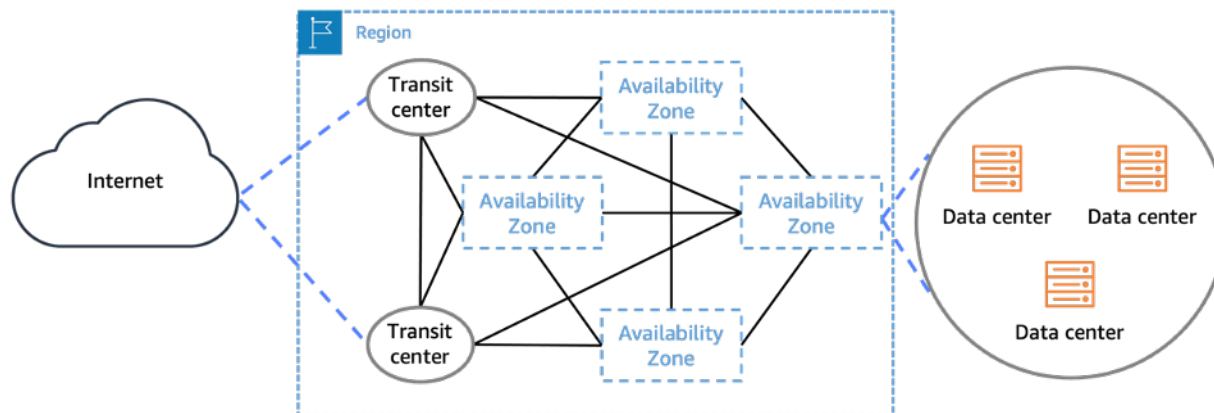 Region
Transit
center
Availability
Zone
Internet
Availability
Zone
Availability
Zone
Data center
Data center
Transit
center
Availability
Zone
Data center